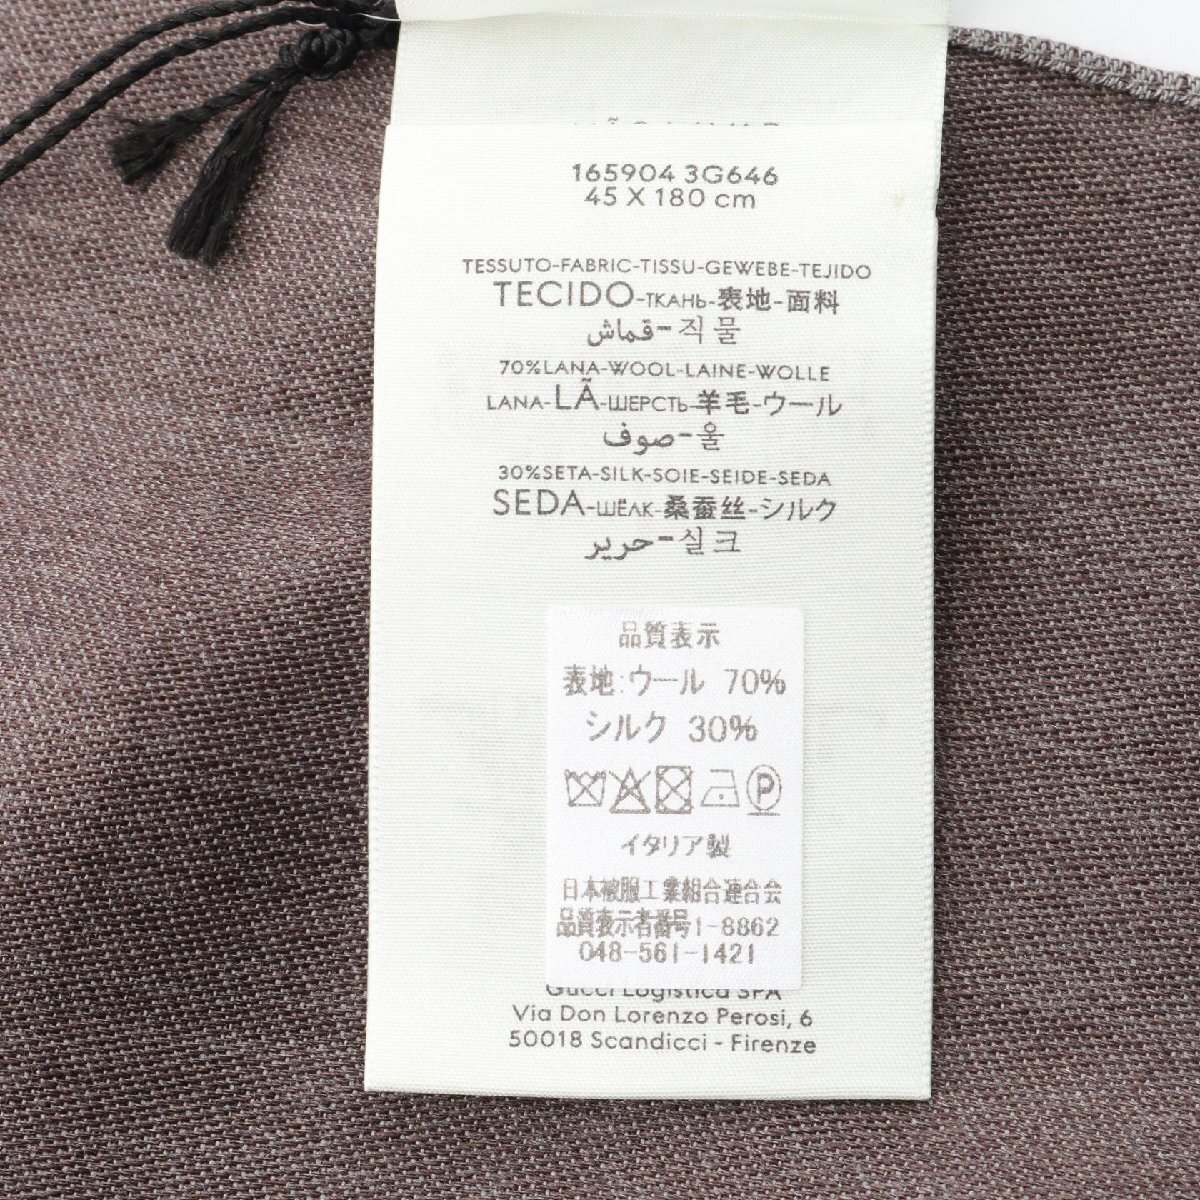 165904 3G646
45 X 180 cm
TESSUTO-FABRIC-TISSU-GEWEBE-TEJIDO
TECIDO-ТКАНЬ-表地-面料
قماش-직물
70%LANA-WOOL-LAINE-WOLLE
LANA-LÃ-ШЕРСТЬ-羊毛-ウール
صوف-울
30%SETA-SILK-SOIE-SEIDE-SEDA
SEDA-ШЁЛК-桑蚕丝-シルク
حرير-실크
品質表示
表地:ウール 70%
シルク 30%
P
イタリア製
日本被服工業組合連合会
品質表示者番号1-8862
048-561-1421
Gucci Logistica SPA
Via Don Lorenzo Perosi, 6
50018 Scandicci - Firenze